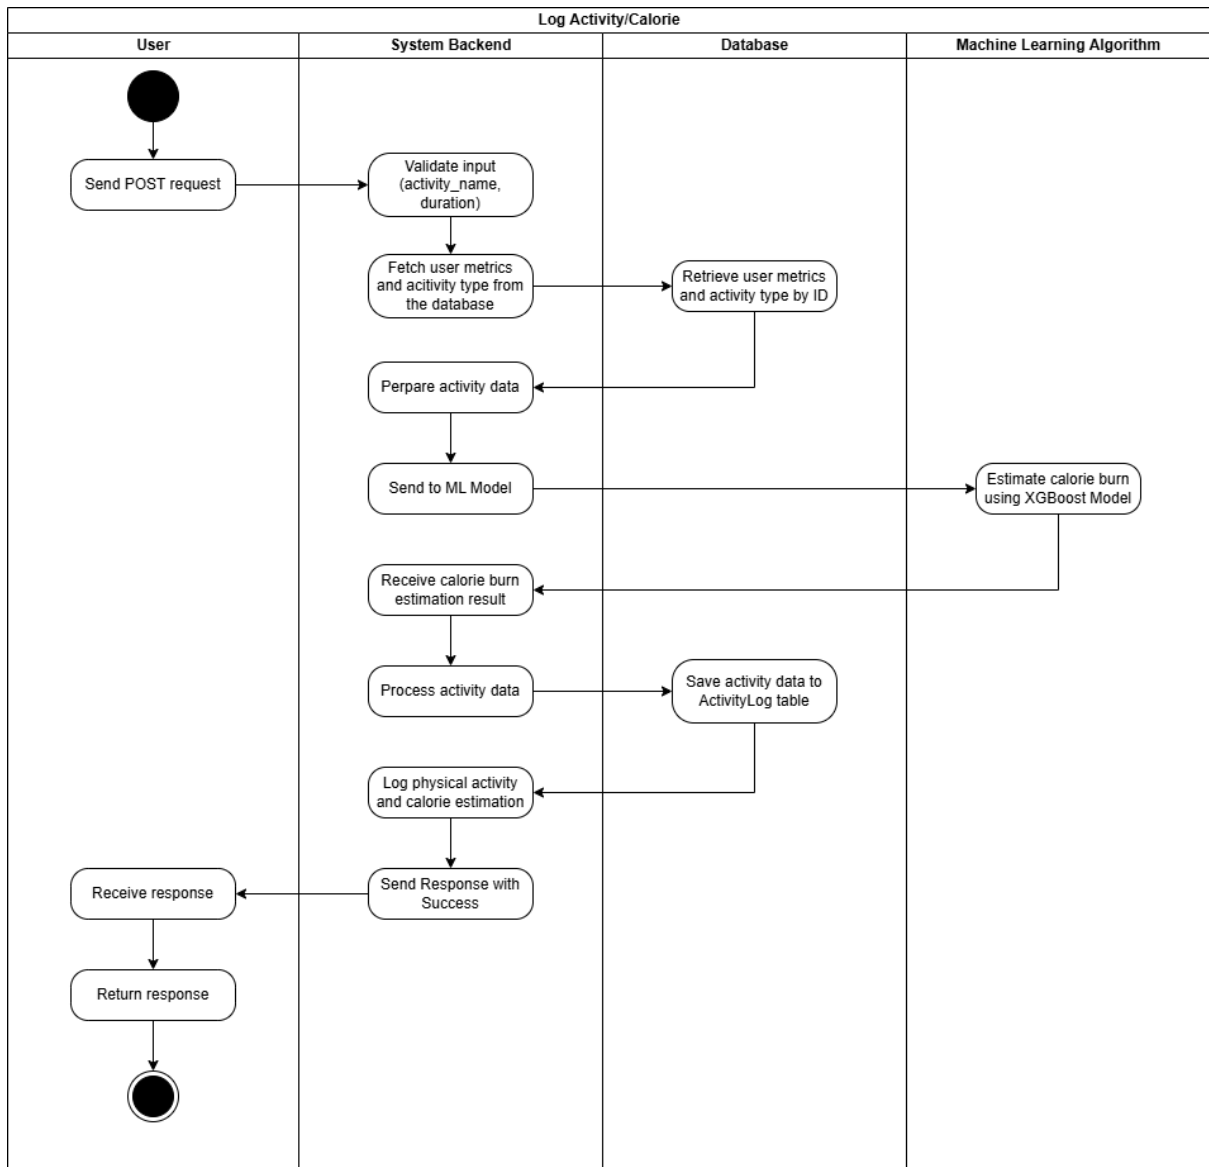 Log Activity/Calorie
User
System Backend
Database
Machine Learning Algorithm
Send POST request
Validate input
(activity_name,
duration)
Fetch user metrics
and acitivity type from
the database
Retrieve user metrics
and activity type by ID
Perpare activity data
Send to ML Model
Estimate calorie burn
using XGBoost Model
Receive calorie burn
estimation result
Process activity data
Save activity data to
ActivityLog table
Log physical activity
and calorie estimation
Receive response
Send Response with
Success
Return response